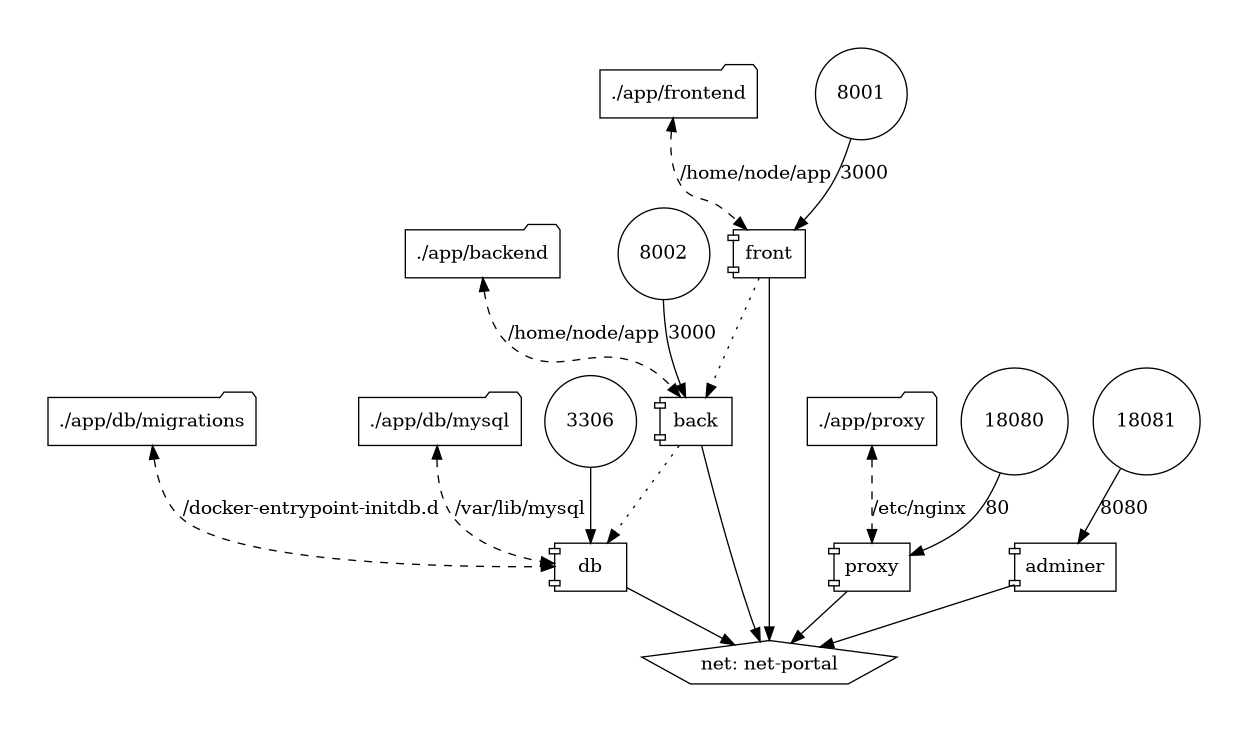 ./app/frontend
8001
/home/node/app
3000
./app/backend
8002
front
/home/node/app
3000
./app/db/migrations
./app/db/mysql
3306
back
./app/proxy
18080
18081
/docker-entrypoint-initdb.d
/var/lib/mysql
/etc/nginx
80
8080
db
proxy
adminer
net: net-portal